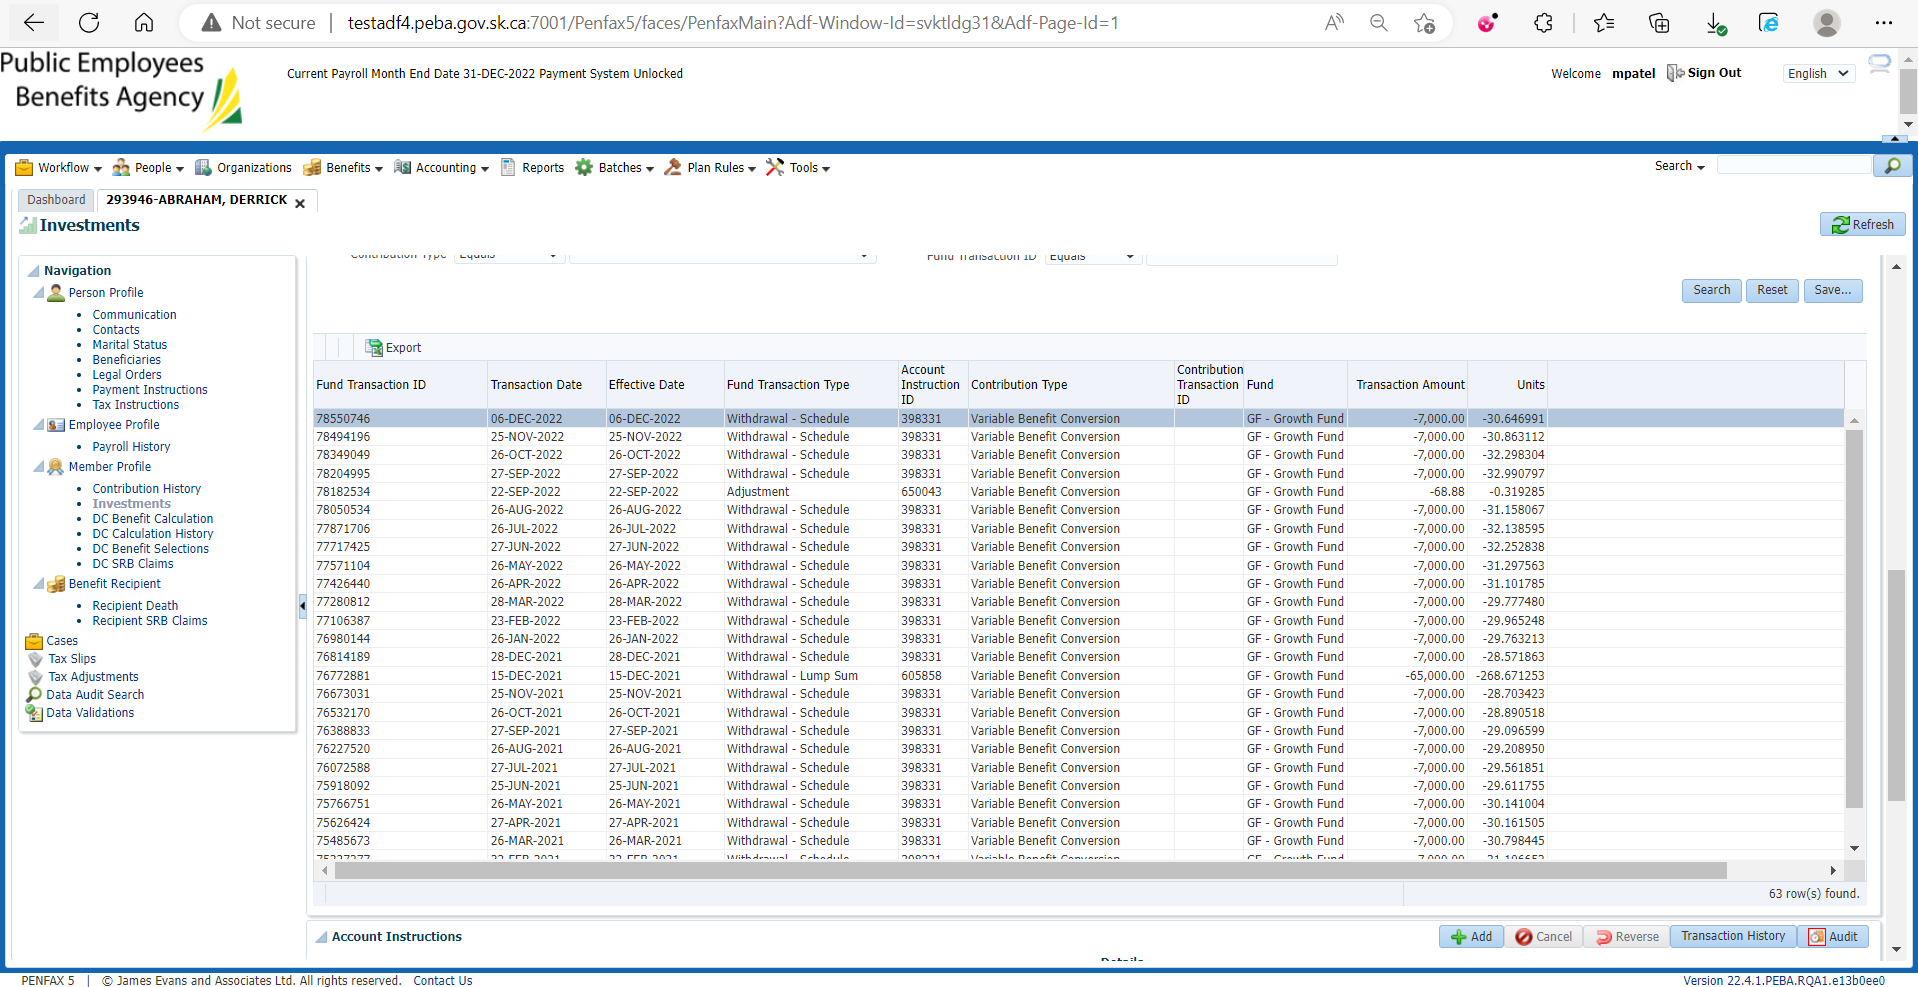 Not secure | testadf4.peba.gov.sk.ca:7001/Penfax5/faces/PenfaxMain?Adf-Window-Id=svktldg31&Adf-Page-Id=1
Public Employees
Benefits Agency
Current Payroll Month End Date 31-DEC-2022 Payment System Unlocked
Welcome mpatel Sign Out English
Workflow People Organizations Benefits Accounting Reports Batches Plan Rules Tools Search
Dashboard 293946-ABRAHAM, DERRICK
Investments
Refresh
Navigation
Person Profile
Communication
Contacts
Marital Status
Beneficiaries
Legal Orders
Payment Instructions
Tax Instructions
Employee Profile
Payroll History
Member Profile
Contribution History
Investments
DC Benefit Calculation
DC Calculation History
DC Benefit Selections
DC SRB Claims
Benefit Recipient
Recipient Death
Recipient SRB Claims
Cases
Tax Slips
Tax Adjustments
Data Audit Search
Data Validations
Contribution Type Equals Fund Transaction ID Equals
Search Reset Save...
Export
Fund Transaction ID Transaction Date Effective Date Fund Transaction Type Account Instruction ID Contribution Type Contribution Transaction ID Fund Transaction Amount Units
78550746 06-DEC-2022 06-DEC-2022 Withdrawal - Schedule 398331 Variable Benefit Conversion GF - Growth Fund -7,000.00 -30.646991
78494196 25-NOV-2022 25-NOV-2022 Withdrawal - Schedule 398331 Variable Benefit Conversion GF - Growth Fund -7,000.00 -30.863112
78349049 26-OCT-2022 26-OCT-2022 Withdrawal - Schedule 398331 Variable Benefit Conversion GF - Growth Fund -7,000.00 -32.298304
78204995 27-SEP-2022 27-SEP-2022 Withdrawal - Schedule 398331 Variable Benefit Conversion GF - Growth Fund -7,000.00 -32.990797
78182534 22-SEP-2022 22-SEP-2022 Adjustment 650043 Variable Benefit Conversion GF - Growth Fund -68.88 -0.319285
78050534 26-AUG-2022 26-AUG-2022 Withdrawal - Schedule 398331 Variable Benefit Conversion GF - Growth Fund -7,000.00 -31.158067
77871706 26-JUL-2022 26-JUL-2022 Withdrawal - Schedule 398331 Variable Benefit Conversion GF - Growth Fund -7,000.00 -32.138595
77717425 27-JUN-2022 27-JUN-2022 Withdrawal - Schedule 398331 Variable Benefit Conversion GF - Growth Fund -7,000.00 -32.252838
77571104 26-MAY-2022 26-MAY-2022 Withdrawal - Schedule 398331 Variable Benefit Conversion GF - Growth Fund -7,000.00 -31.297563
77426440 26-APR-2022 26-APR-2022 Withdrawal - Schedule 398331 Variable Benefit Conversion GF - Growth Fund -7,000.00 -31.101785
77280812 28-MAR-2022 28-MAR-2022 Withdrawal - Schedule 398331 Variable Benefit Conversion GF - Growth Fund -7,000.00 -29.777480
77106387 23-FEB-2022 23-FEB-2022 Withdrawal - Schedule 398331 Variable Benefit Conversion GF - Growth Fund -7,000.00 -29.965248
76980144 26-JAN-2022 26-JAN-2022 Withdrawal - Schedule 398331 Variable Benefit Conversion GF - Growth Fund -7,000.00 -29.763213
76814189 28-DEC-2021 28-DEC-2021 Withdrawal - Schedule 398331 Variable Benefit Conversion GF - Growth Fund -7,000.00 -28.571863
76772881 15-DEC-2021 15-DEC-2021 Withdrawal - Lump Sum 605858 Variable Benefit Conversion GF - Growth Fund -65,000.00 -268.671253
76673031 25-NOV-2021 25-NOV-2021 Withdrawal - Schedule 398331 Variable Benefit Conversion GF - Growth Fund -7,000.00 -28.703423
76532170 26-OCT-2021 26-OCT-2021 Withdrawal - Schedule 398331 Variable Benefit Conversion GF - Growth Fund -7,000.00 -28.890518
76388833 27-SEP-2021 27-SEP-2021 Withdrawal - Schedule 398331 Variable Benefit Conversion GF - Growth Fund -7,000.00 -29.096599
76227520 26-AUG-2021 26-AUG-2021 Withdrawal - Schedule 398331 Variable Benefit Conversion GF - Growth Fund -7,000.00 -29.208950
76072588 27-JUL-2021 27-JUL-2021 Withdrawal - Schedule 398331 Variable Benefit Conversion GF - Growth Fund -7,000.00 -29.561851
75918092 25-JUN-2021 25-JUN-2021 Withdrawal - Schedule 398331 Variable Benefit Conversion GF - Growth Fund -7,000.00 -29.611755
75766751 26-MAY-2021 26-MAY-2021 Withdrawal - Schedule 398331 Variable Benefit Conversion GF - Growth Fund -7,000.00 -30.141004
75626424 27-APR-2021 27-APR-2021 Withdrawal - Schedule 398331 Variable Benefit Conversion GF - Growth Fund -7,000.00 -30.161505
75485673 26-MAR-2021 26-MAR-2021 Withdrawal - Schedule 398331 Variable Benefit Conversion GF - Growth Fund -7,000.00 -30.798445
Withdrawal - Schedule 398331 Variable Benefit Conversion GF - Growth Fund
63 row(s) found.
Account Instructions Add Cancel Reverse Transaction History Audit
Details
PENFAX 5 | © James Evans and Associates Ltd. All rights reserved. Contact Us Version 22.4.1.PEBA.RQA1.e13b0ee0